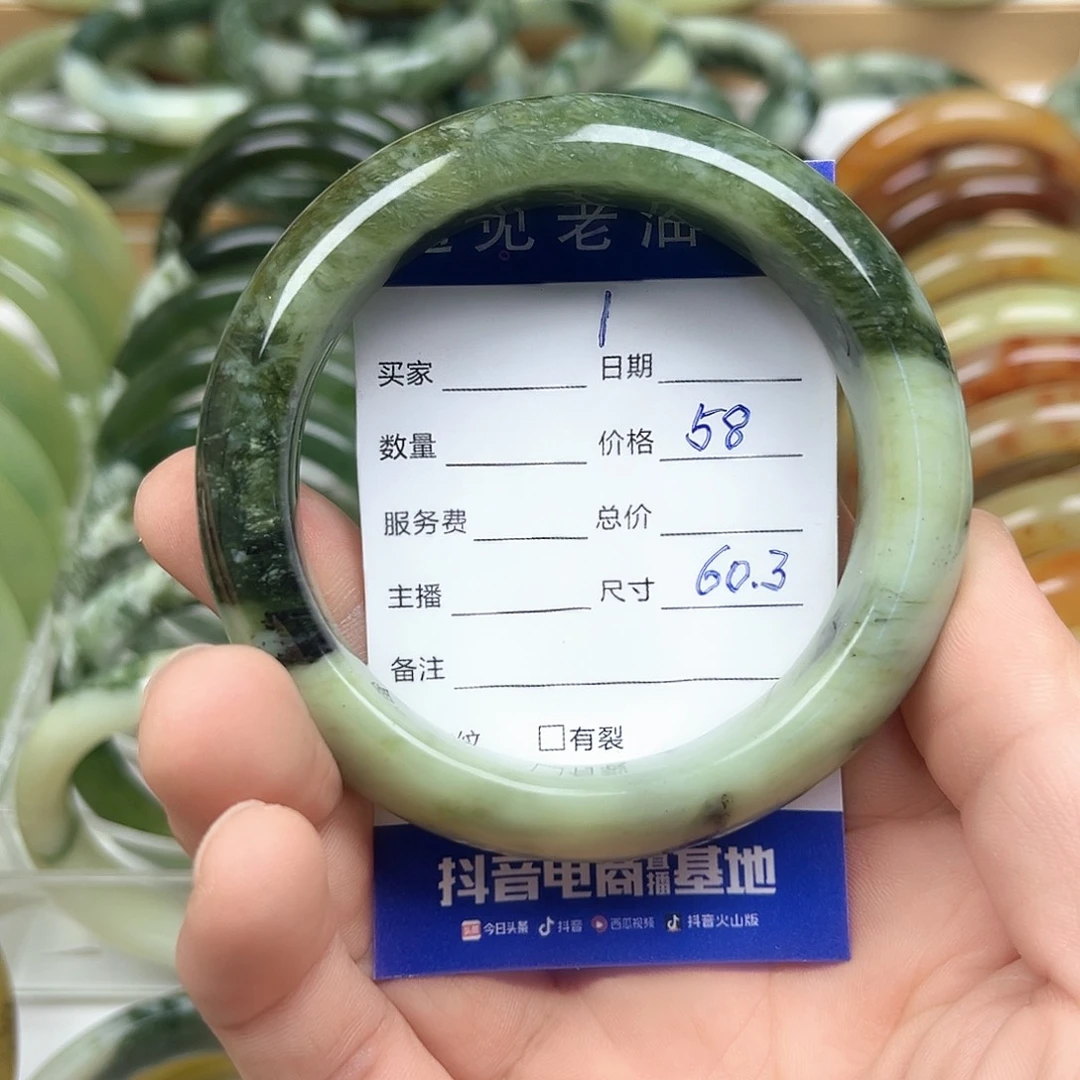 老油
1
买家 日期
数量 价格 58
服务费 总价
主播 尺寸 60.3
备注
纹 □有裂
抖音电商直播基地
今日头条 抖音 西瓜视频 抖音火山版